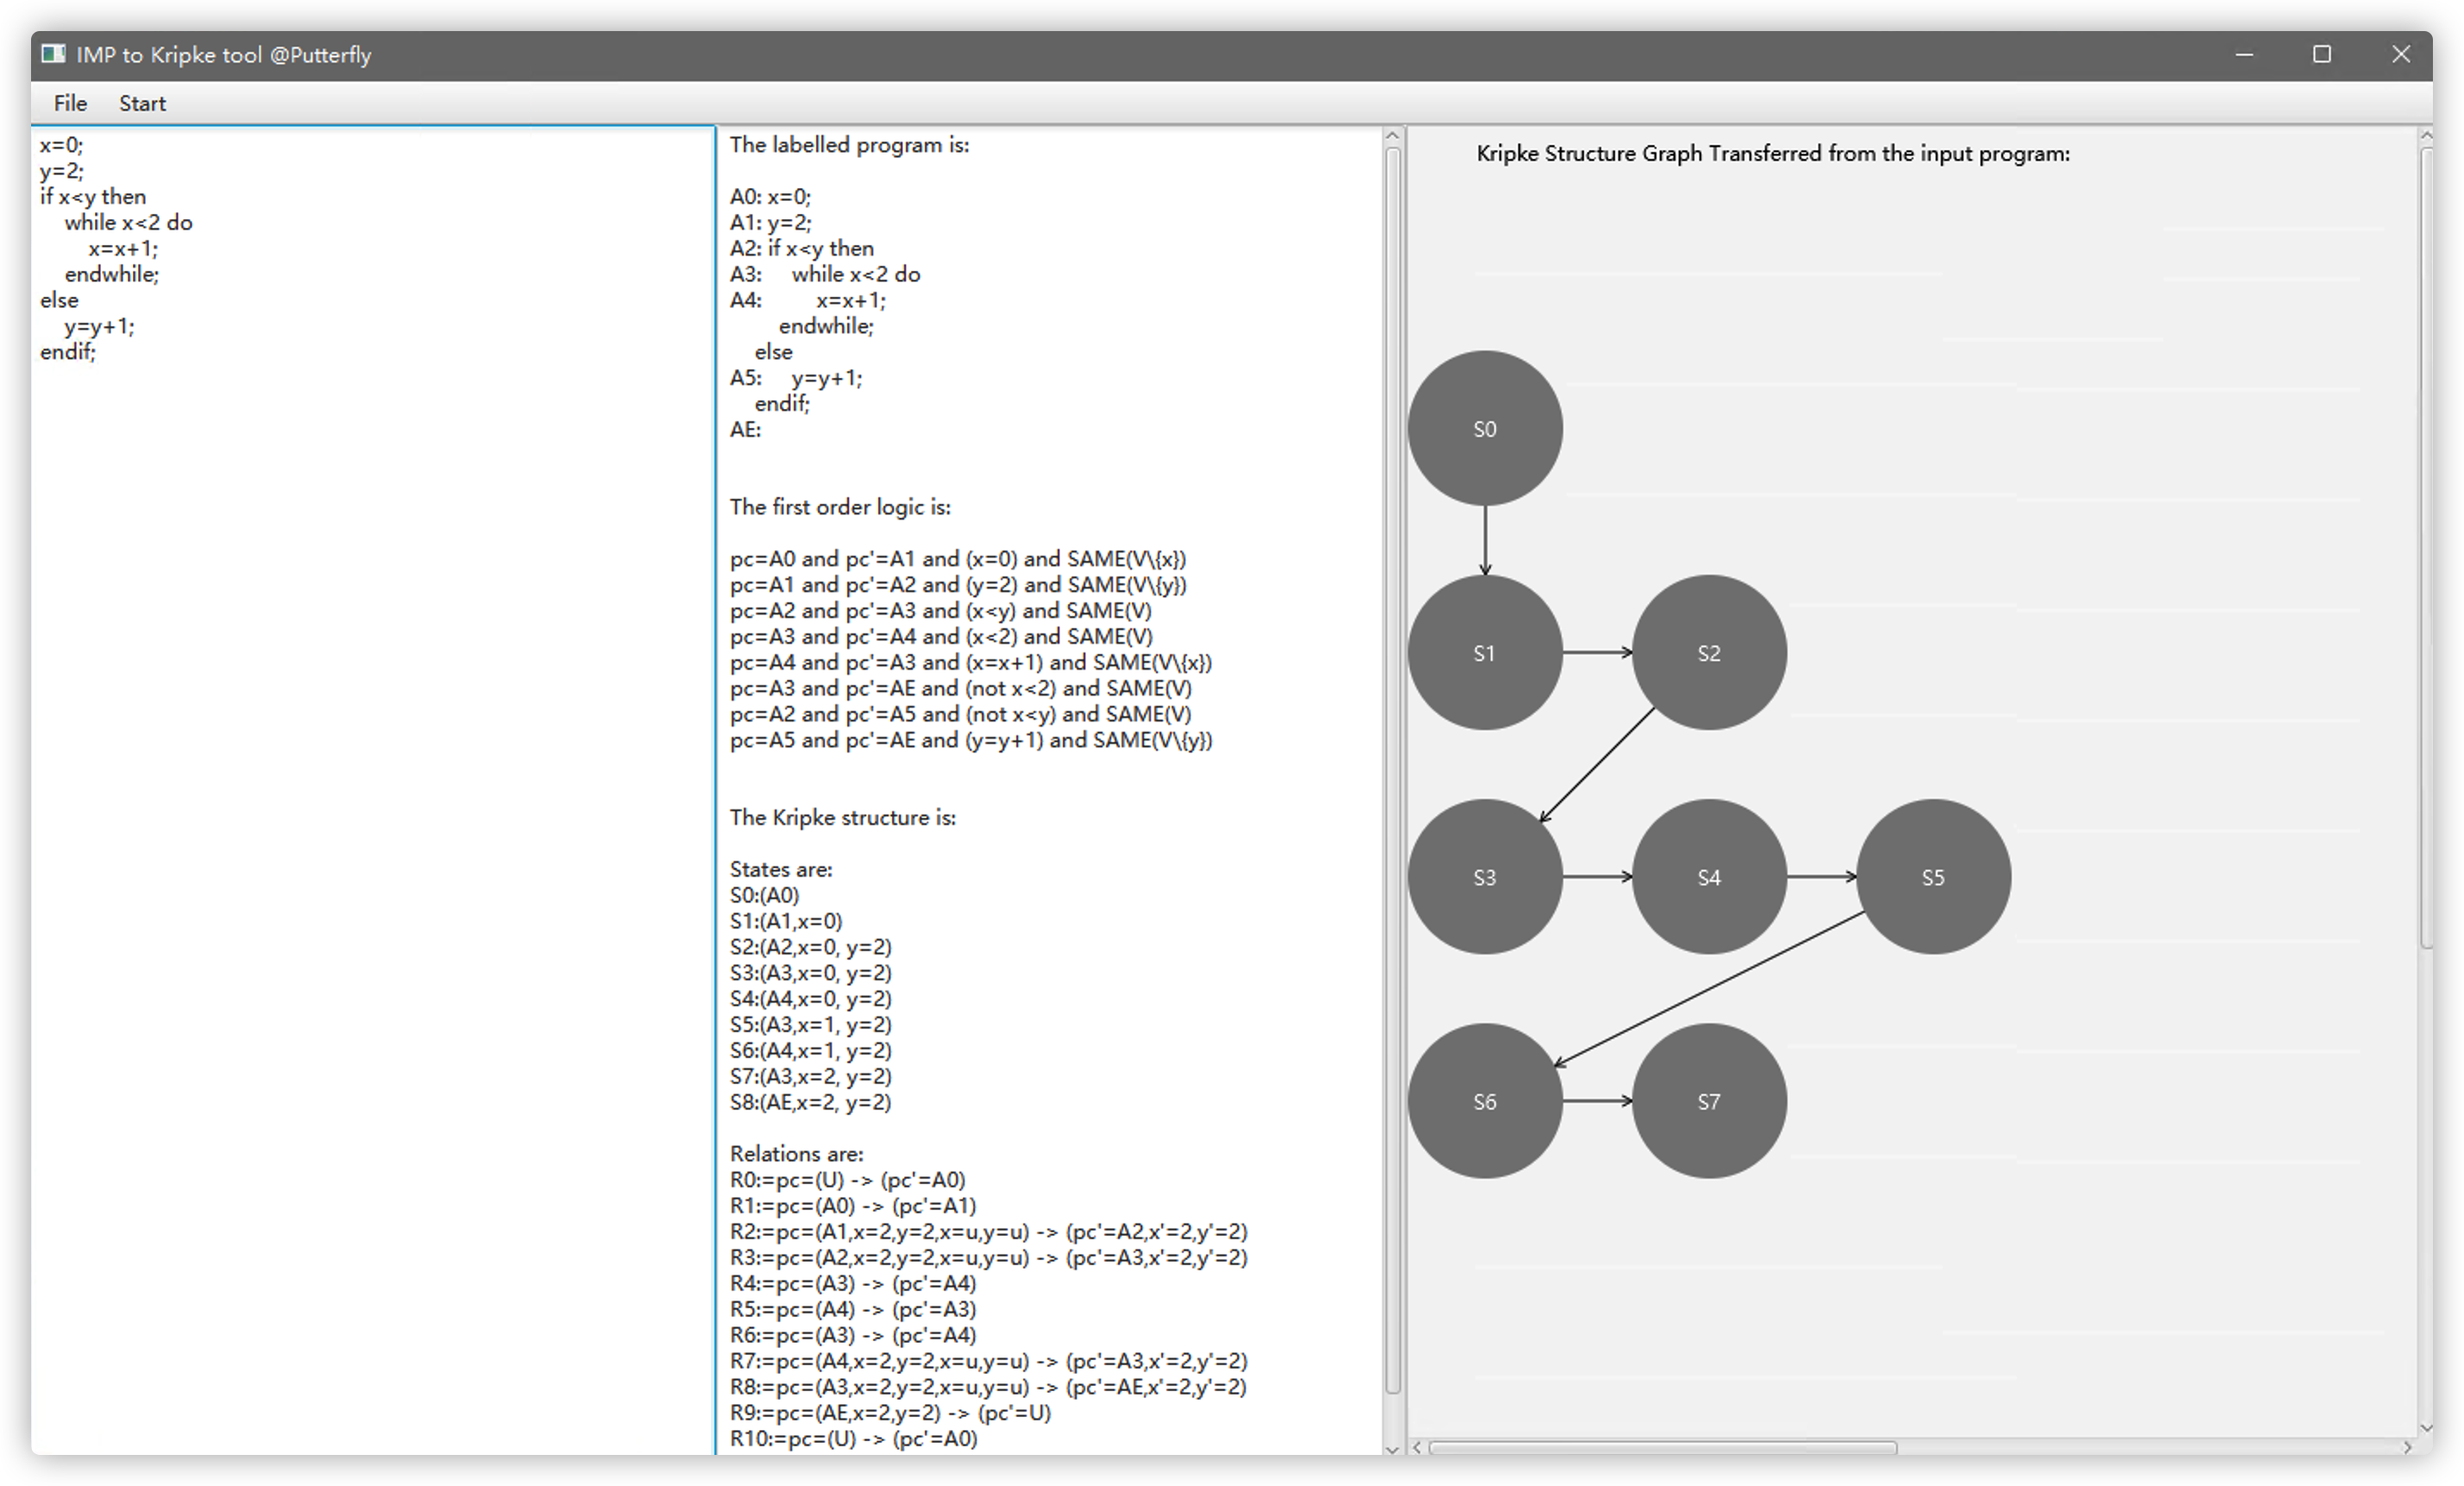 IMP to Kripke tool @Putterfly
File Start
x=0;
y=2;
if x<y then
while x<2 do
x=x+1;
endwhile;
else
y=y+1;
endif;
The labelled program is:
A0: x=0;
A1: y=2;
A2: if x<y then
A3: while x<2 do
A4: x=x+1;
endwhile;
else
A5: y=y+1;
endif;
AE:
The first order logic is:
pc=A0 and pc'=A1 and (x=0) and SAME(V\{x})
pc=A1 and pc'=A2 and (y=2) and SAME(V\{y})
pc=A2 and pc'=A3 and (x<y) and SAME(V)
pc=A3 and pc'=A4 and (x<2) and SAME(V)
pc=A4 and pc'=A3 and (x=x+1) and SAME(V\{x})
pc=A3 and pc'=AE and (not x<2) and SAME(V)
pc=A2 and pc'=A5 and (not x<y) and SAME(V)
pc=A5 and pc'=AE and (y=y+1) and SAME(V\{y})
The Kripke structure is:
States are:
S0:(A0)
S1:(A1,x=0)
S2:(A2,x=0, y=2)
S3:(A3,x=0, y=2)
S4:(A4,x=0, y=2)
S5:(A3,x=1, y=2)
S6:(A4,x=1, y=2)
S7:(A3,x=2, y=2)
S8:(AE,x=2, y=2)
Relations are:
R0:=pc=(U) -> (pc'=A0)
R1:=pc=(A0) -> (pc'=A1)
R2:=pc=(A1,x=2,y=2,x=u,y=u) -> (pc'=A2,x'=2,y'=2)
R3:=pc=(A2,x=2,y=2,x=u,y=u) -> (pc'=A3,x'=2,y'=2)
R4:=pc=(A3) -> (pc'=A4)
R5:=pc=(A4) -> (pc'=A3)
R6:=pc=(A3) -> (pc'=A4)
R7:=pc=(A4,x=2,y=2,x=u,y=u) -> (pc'=A3,x'=2,y'=2)
R8:=pc=(A3,x=2,y=2,x=u,y=u) -> (pc'=AE,x'=2,y'=2)
R9:=pc=(AE,x=2,y=2) -> (pc'=U)
R10:=pc=(U) -> (pc'=A0)
Kripke Structure Graph Transferred from the input program:
S0
S1 S2
S3 S4 S5
S6 S7